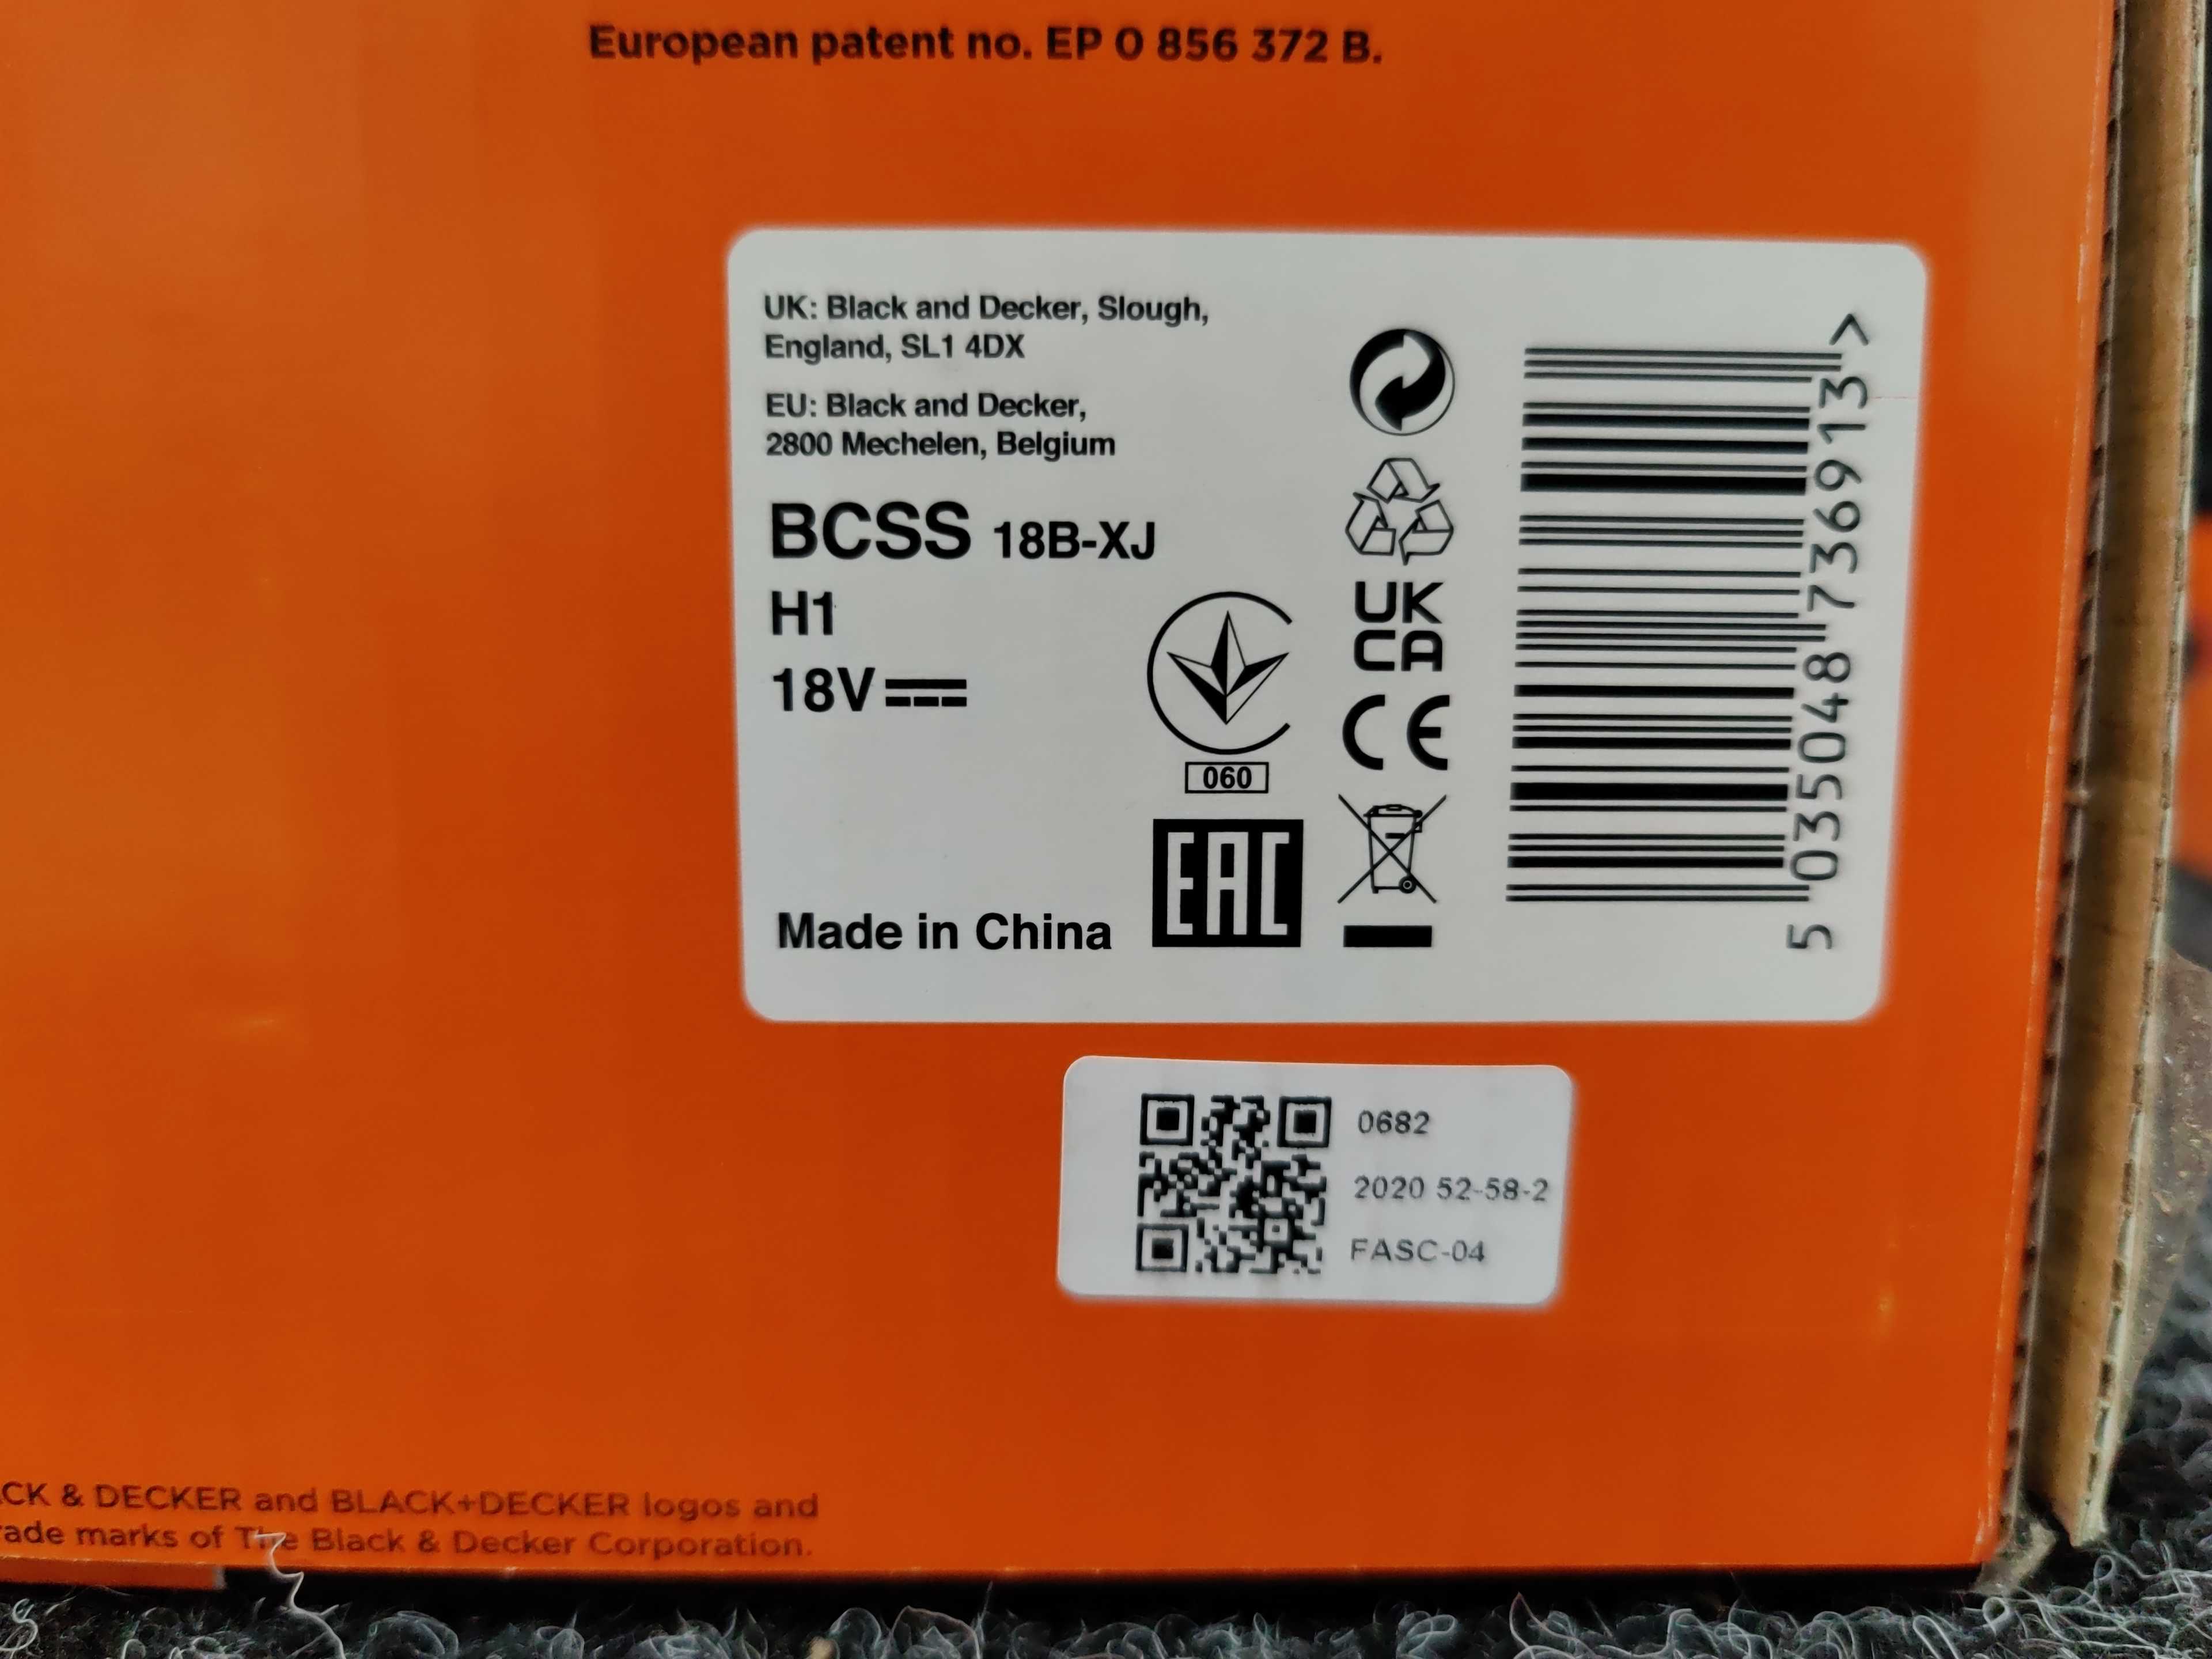 European patent no. EP 0 856 372 B.
UK: Black and Decker, Slough,
England, SL1 4DX
EU: Black and Decker,
2800 Mechelen, Belgium
BCSS 18B-XJ
H1
18V
060
EAC
Made in China
UK
CA
CE
5 035048 736913 >
0682
2020 52-58-2
FASC-04
CK & DECKER and BLACK+DECKER logos and
ade marks of The Black & Decker Corporation.